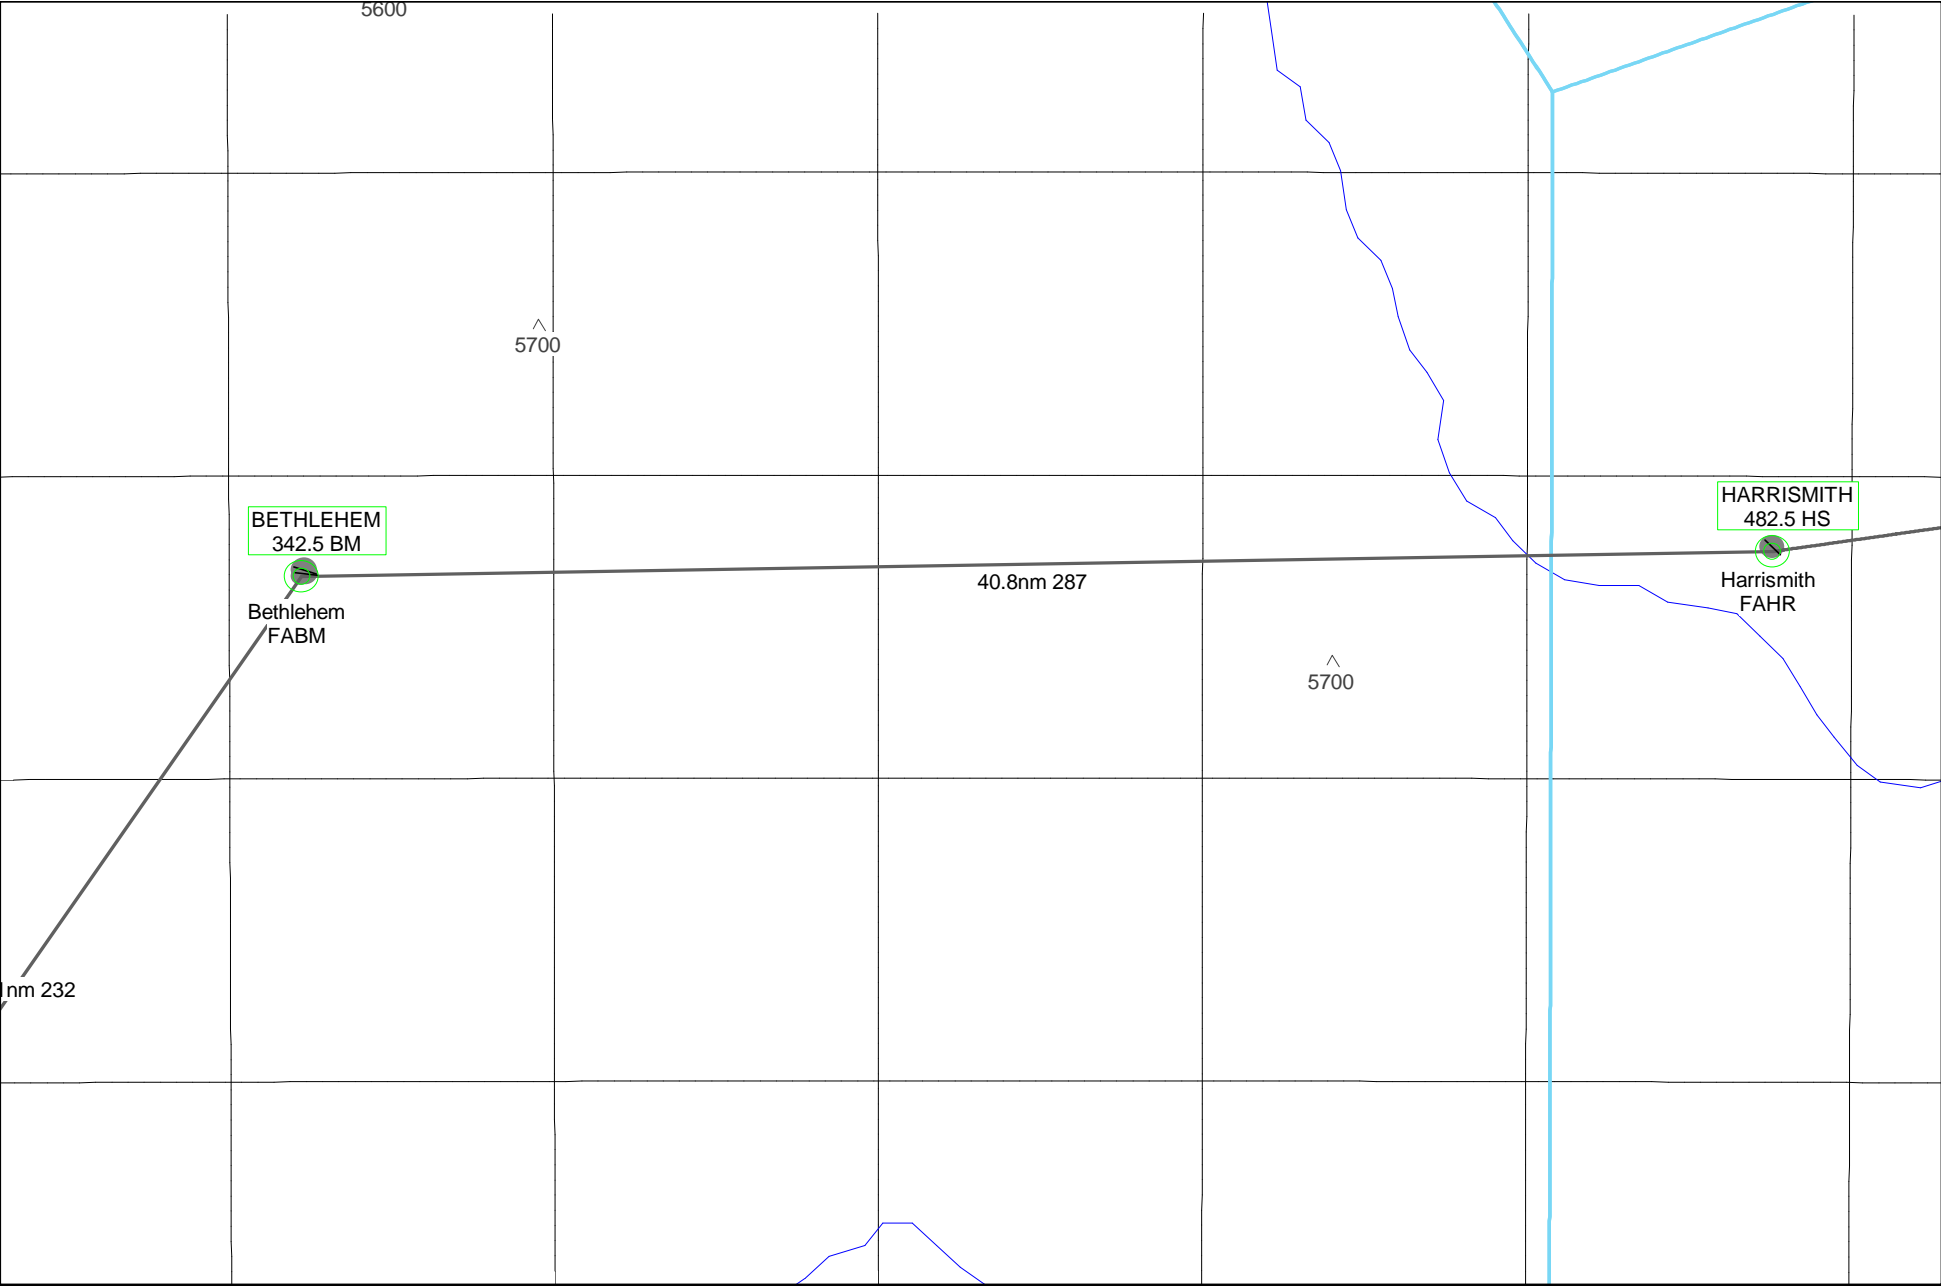 5600
5700
BETHLEHEM
342.5 BM
Bethlehem
FABM
HARRISMITH
482.5 HS
Harrismith
FAHR
40.8nm 287
5700
nm 232